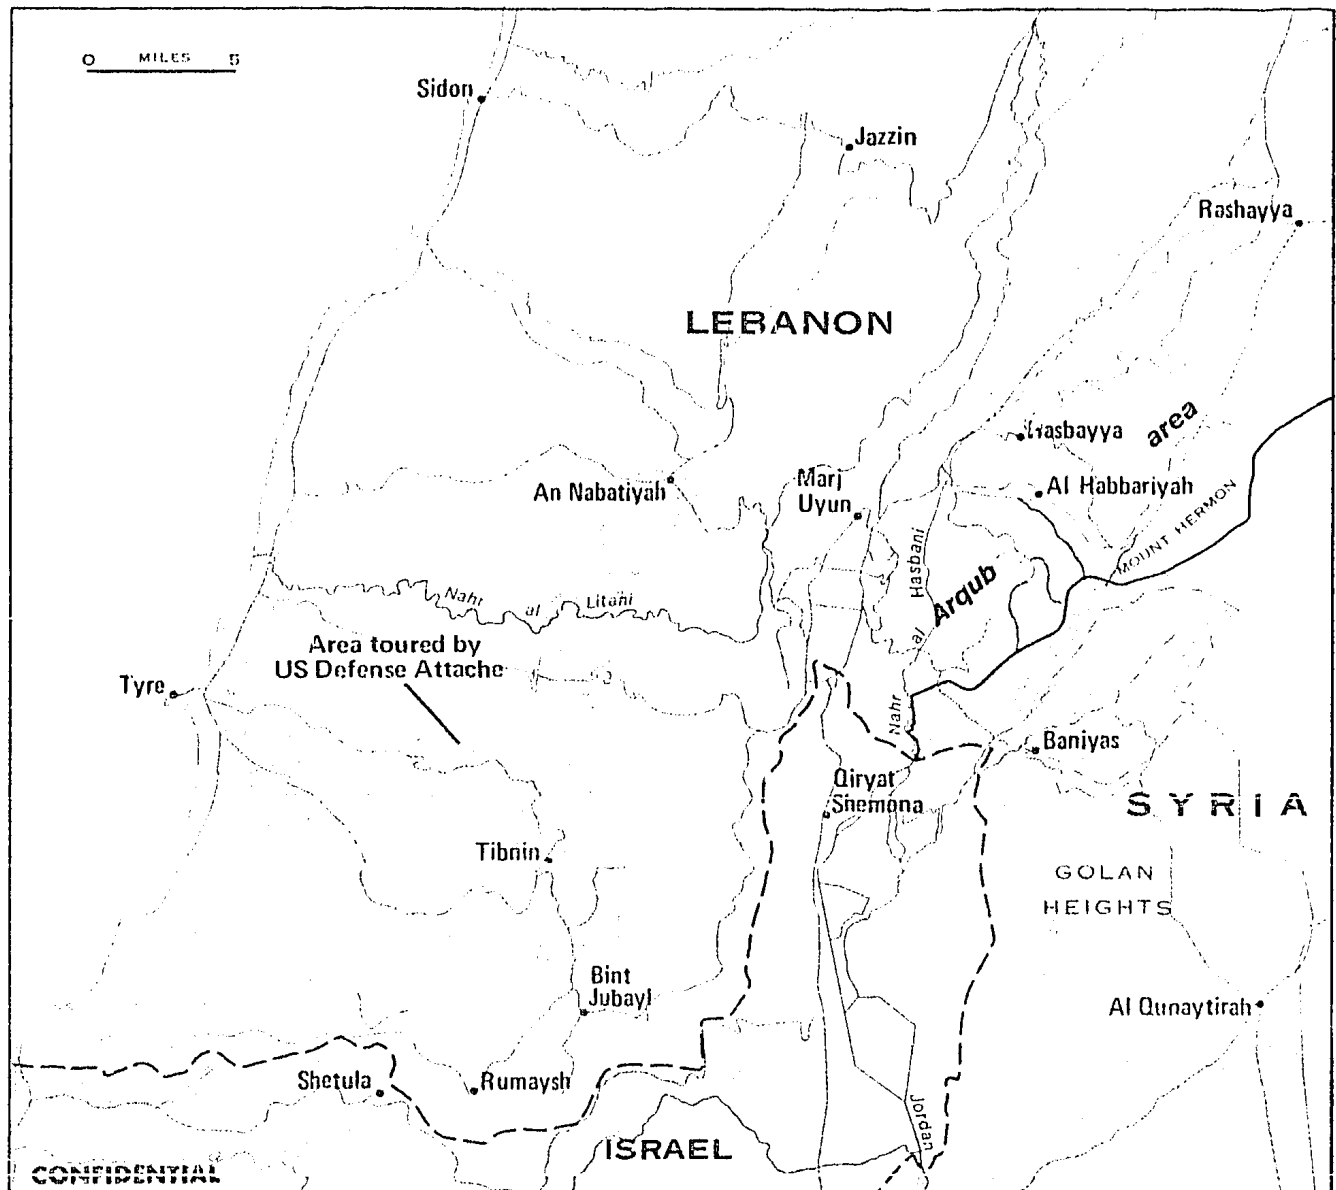 0 MILES 5
Sidon
Jazzin
Rashayya
LEBANON
Hasbayya
area
An Nabatiyah
Marj
Uyun
Al Habbariyah
MOUNT HERMON
Hasbani
Arqub
Nahr al Litani
al
Area toured by
US Defense Attache
Tyre
Nahr
Baniyas
Qiryat
Shemona
SYRIA
Tibnin
GOLAN
HEIGHTS
Bint
Jubayl
Al Qunaytirah
Shetula
Rumaysh
Jordan
ISRAEL
CONFIDENTIAL